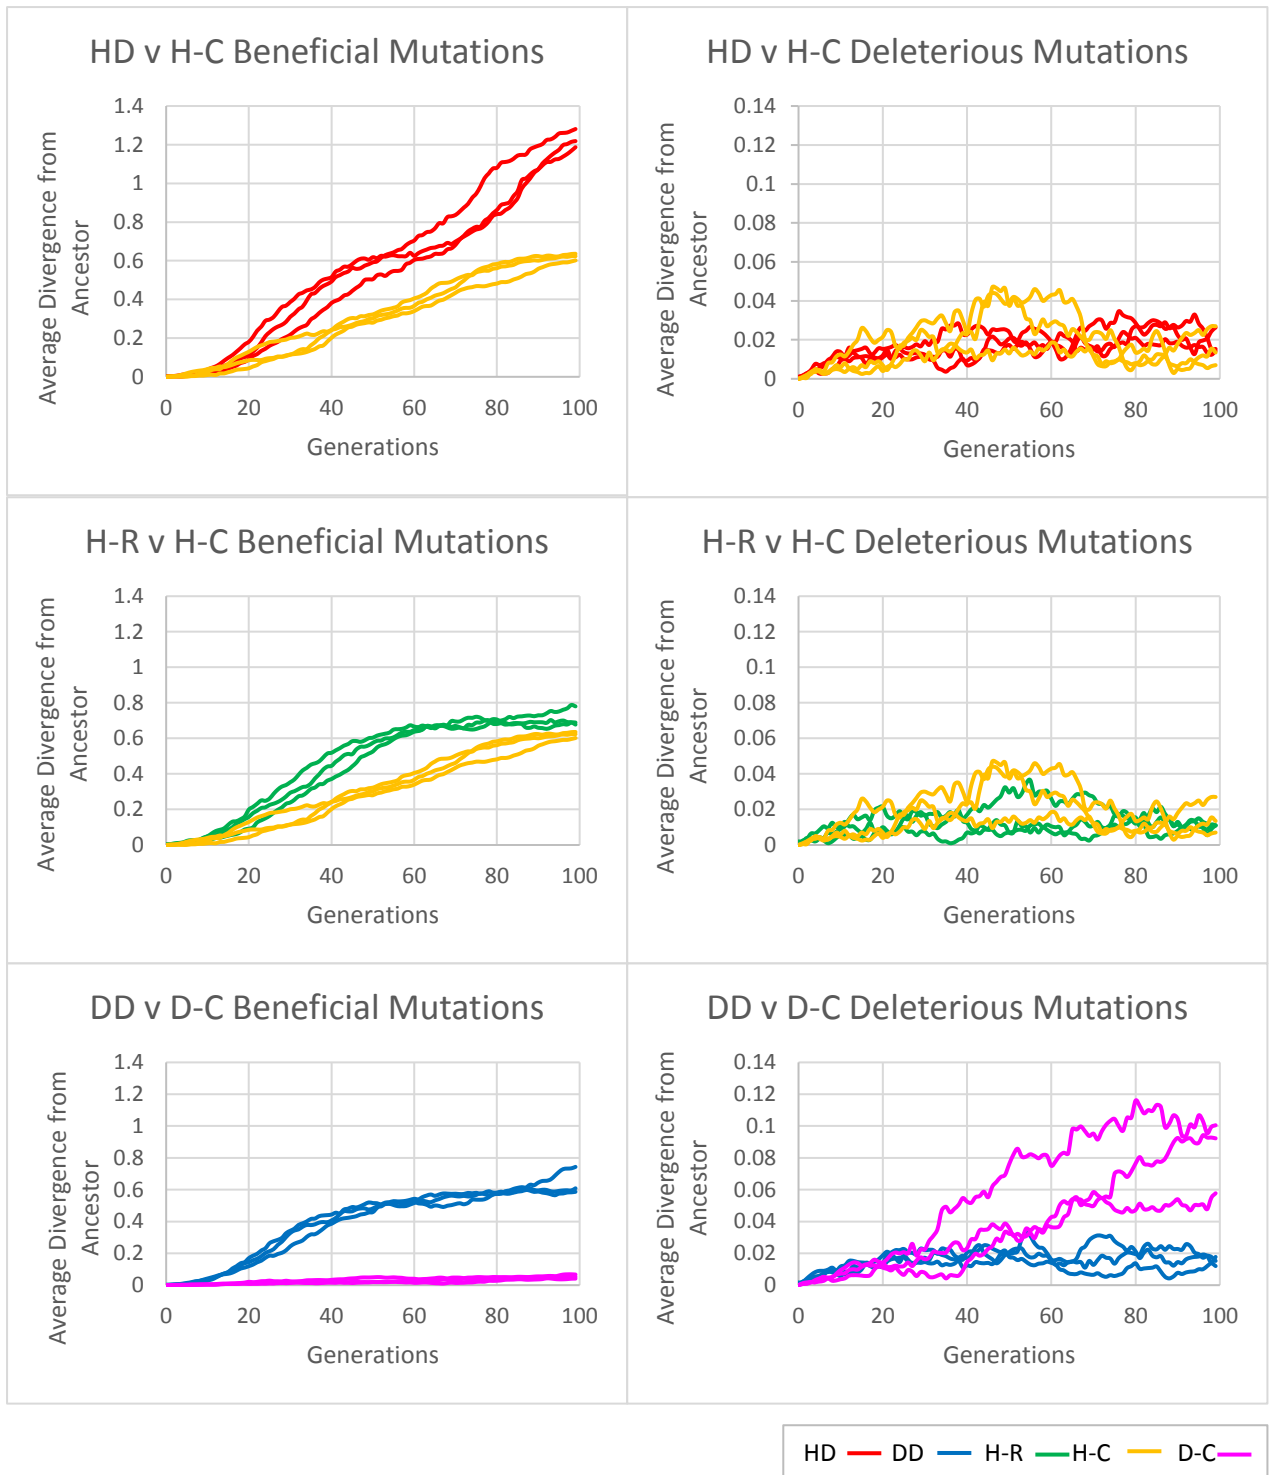 HD v H-C Beneficial Mutations
Average Divergence from
Ancestor
1.4
1.2
1
0.8
0.6
0.4
0.2
0
0 20 40 60 80 100
Generations
HD v H-C Deleterious Mutations
Average Divergence from
Ancestor
0.14
0.12
0.1
0.08
0.06
0.04
0.02
0
0 20 40 60 80 100
Generations
H-R v H-C Beneficial Mutations
Average Divergence from
Ancestor
1.4
1.2
1
0.8
0.6
0.4
0.2
0
0 20 40 60 80 100
Generations
H-R v H-C Deleterious Mutations
Average Divergence from
Ancestor
0.14
0.12
0.1
0.08
0.06
0.04
0.02
0
0 20 40 60 80 100
Generations
DD v D-C Beneficial Mutations
Average Divergence from
Ancestor
1.4
1.2
1
0.8
0.6
0.4
0.2
0
0 20 40 60 80 100
Generations
DD v D-C Deleterious Mutations
Average Divergence from
Ancestor
0.14
0.12
0.1
0.08
0.06
0.04
0.02
0
0 20 40 60 80 100
Generations
HD DD H-R H-C D-C